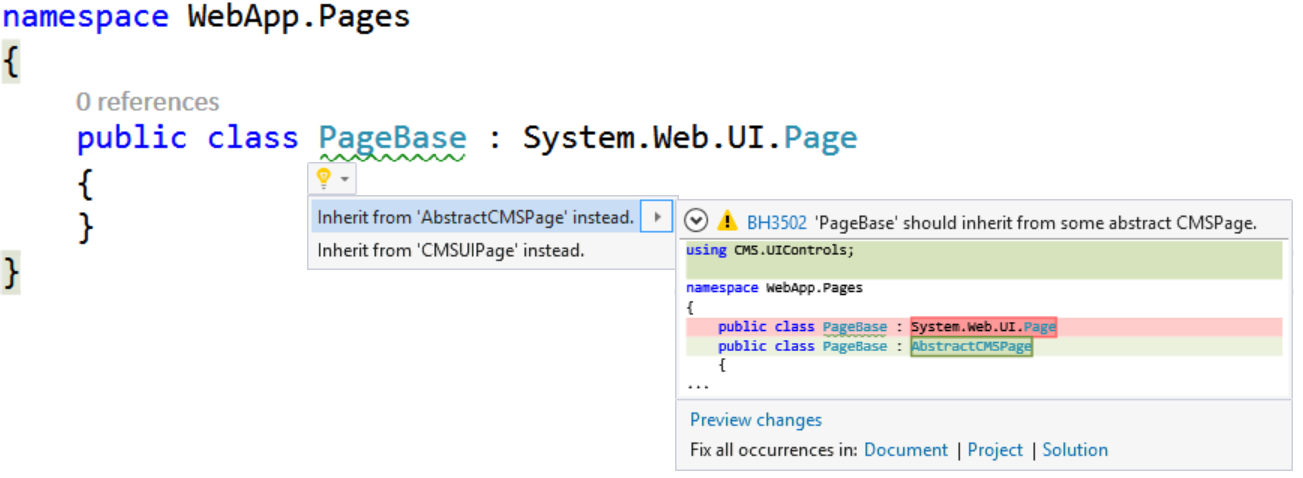 namespace WebApp.Pages
{
0 references
public class PageBase : System.Web.UI.Page
{
}
}
Inherit from 'AbstractCMSPage' instead.
Inherit from 'CMSUIPage' instead.
BH3502 'PageBase' should inherit from some abstract CMSPage.
using CMS.UIControls;
namespace WebApp.Pages
{
public class PageBase : System.Web.UI.Page
public class PageBase : AbstractCMSPage
{
...
Preview changes
Fix all occurrences in: Document | Project | Solution